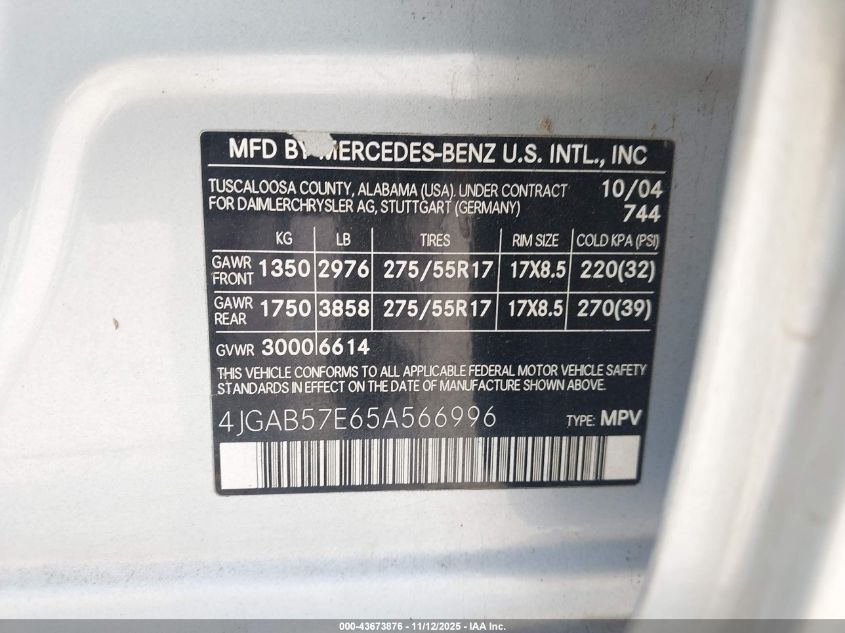 MFD BY MERCEDES-BENZ U.S. INTL., INC
TUSCALOOSA COUNTY, ALABAMA (USA). UNDER CONTRACT 10/04
FOR DAIMLERCHRYSLER AG, STUTTGART (GERMANY) 744
KG LB TIRES RIM SIZE COLD KPA (PSI)
GAWR FRONT 1350 2976 275/55R17 17X8.5 220(32)
GAWR REAR 1750 3858 275/55R17 17X8.5 270(39)
GVWR 3000 6614
THIS VEHICLE CONFORMS TO ALL APPLICABLE FEDERAL MOTOR VEHICLE SAFETY
STANDARDS IN EFFECT ON THE DATE OF MANUFACTURE SHOWN ABOVE.
4JGAB57E65A566996 TYPE: MPV
000-43673876 - 11/12/2025 - IAA Inc.